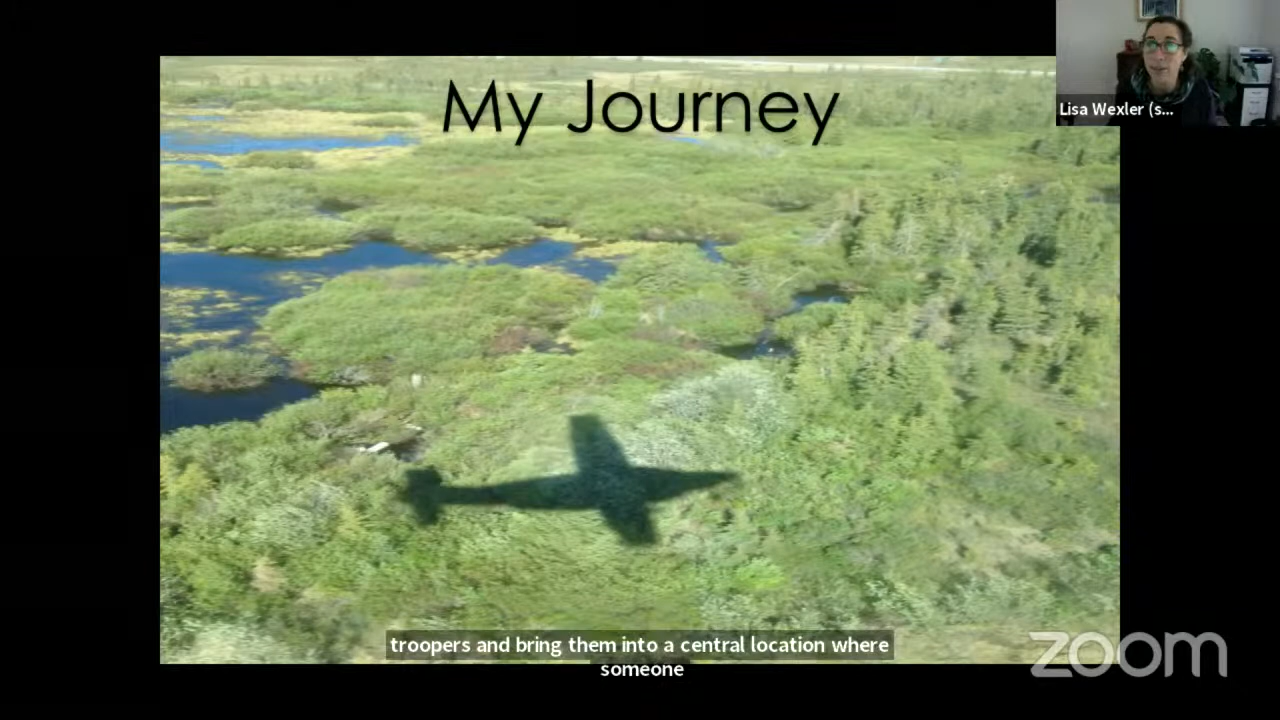 My Journey
Lisa Wexler (s...
troopers and bring them into a central location where
someone
zoom